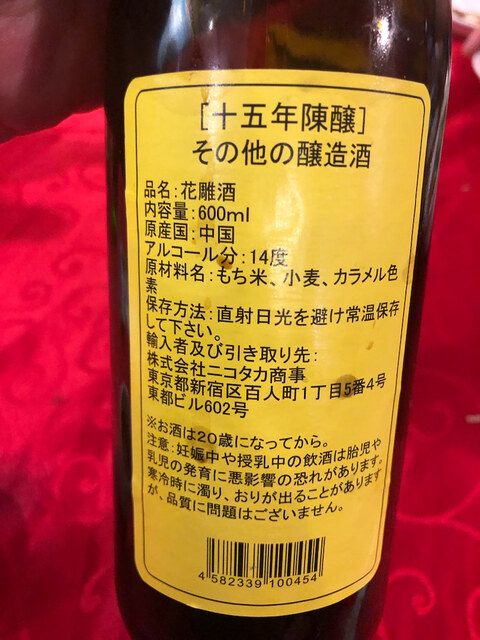 [十五年陳醸]
その他の醸造酒
品名:花雕酒
内容量:600ml
原産国:中国
アルコール分:14度
原材料名:もち米、小麦、カラメル色
素
保存方法:直射日光を避け常温保存
して下さい。
輸入者及び引き取り先:
株式会社ニコタカ商事
東京都新宿区百人町1丁目5番4号
東都ビル602号
※お酒は20歳になってから。
注意:妊娠中や授乳中の飲酒は胎児や
乳児の発育に悪影響の恐れがあります。
寒冷時に濁り、おりが出ることがあります
が、品質に問題はございません。
4 582339 100454